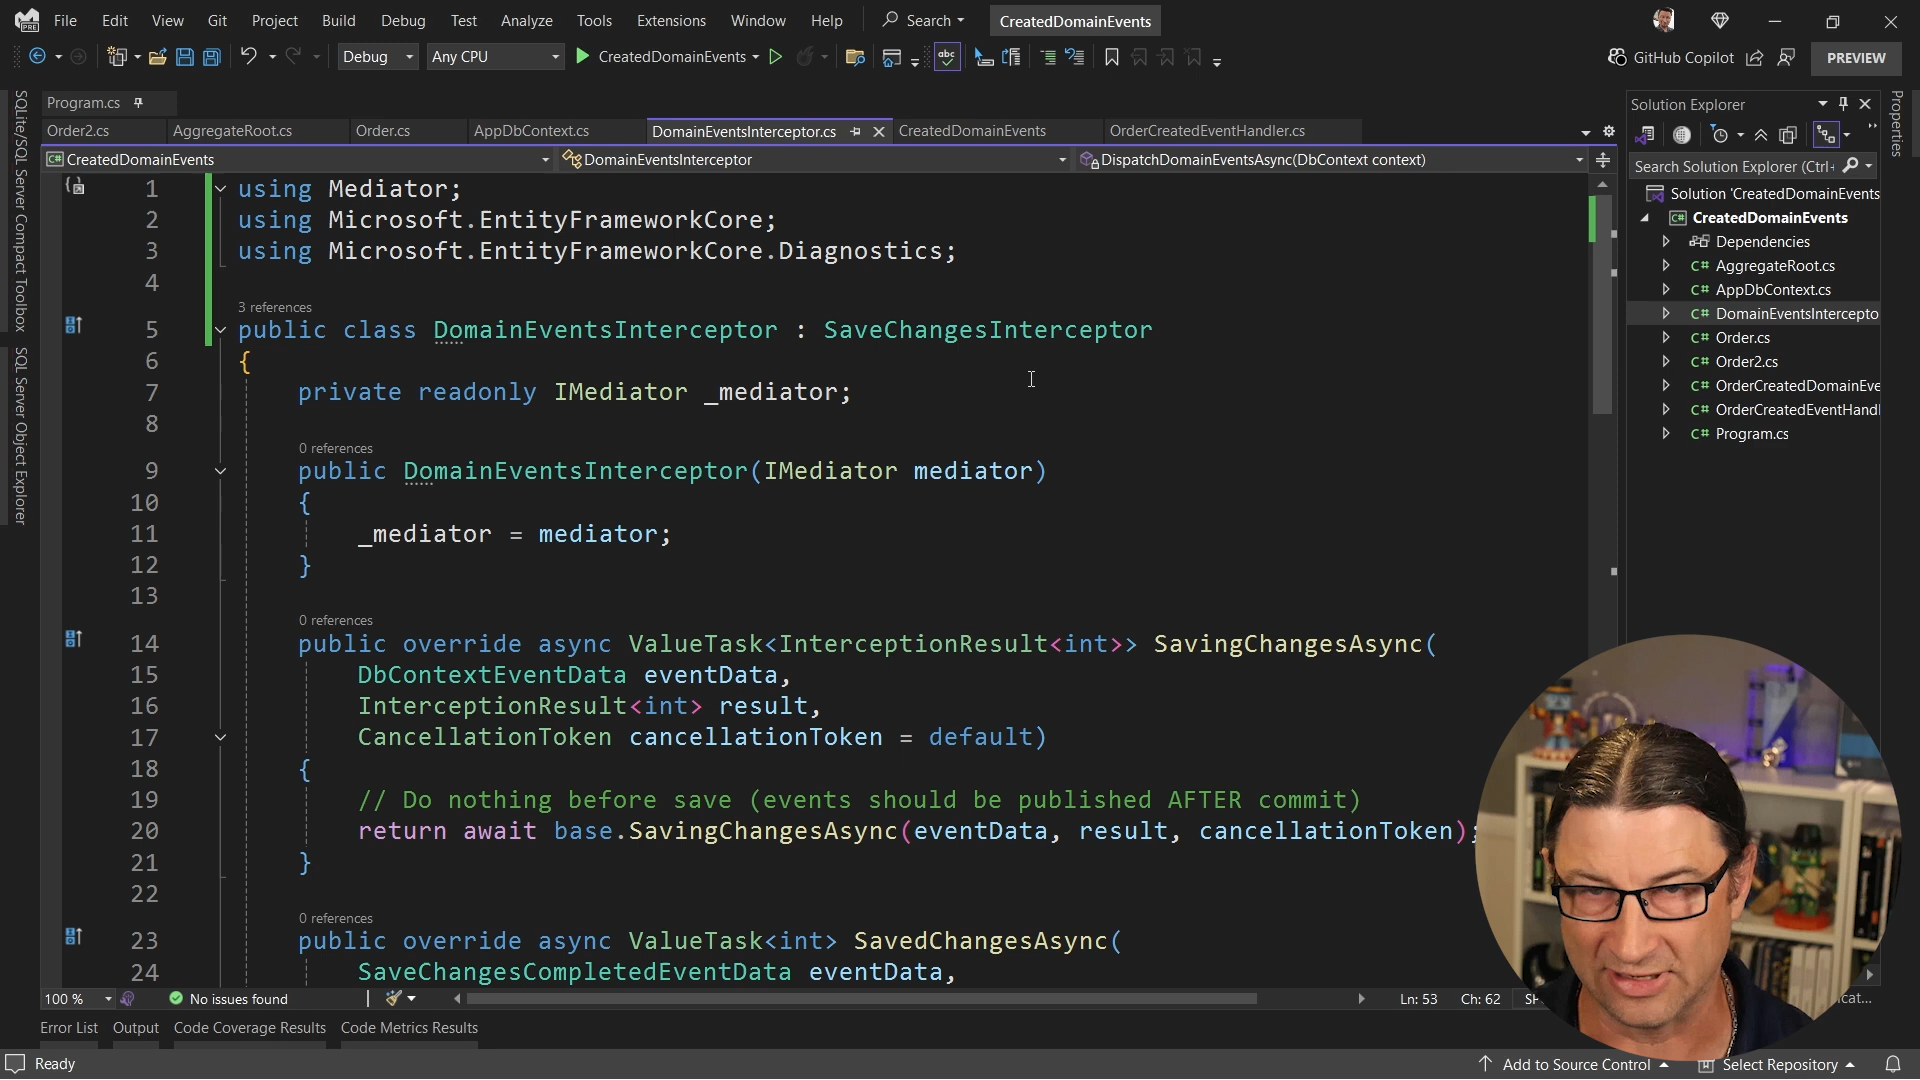 File Edit View Git Project Build Debug Test Analyze Tools Extensions Window Help Search CreatedDomainEvents
Debug Any CPU CreatedDomainEvents GitHub Copilot PREVIEW
Program.cs
Order2.cs AggregateRoot.cs Order.cs AppDbContext.cs DomainEventsInterceptor.cs CreatedDomainEvents OrderCreatedEventHandler.cs
CreatedDomainEvents DomainEventsInterceptor DispatchDomainEventsAsync(DbContext context)
SQLite/SQL Server Compact Toolbox
SQL Server Object Explorer
1 using Mediator;
2 using Microsoft.EntityFrameworkCore;
3 using Microsoft.EntityFrameworkCore.Diagnostics;
4
3 references
5 public class DomainEventsInterceptor : SaveChangesInterceptor
6 {
7 private readonly IMediator _mediator;
8
0 references
9 public DomainEventsInterceptor(IMediator mediator)
10 {
11 _mediator = mediator;
12 }
13
0 references
14 public override async ValueTask<InterceptionResult<int>> SavingChangesAsync(
15 DbContextEventData eventData,
16 InterceptionResult<int> result,
17 CancellationToken cancellationToken = default)
18 {
19 // Do nothing before save (events should be published AFTER commit)
20 return await base.SavingChangesAsync(eventData, result, cancellationToken);
21 }
22
0 references
23 public override async ValueTask<int> SavedChangesAsync(
24 SaveChangesCompletedEventData eventData,
100 % No issues found Ln: 53 Ch: 62
Error List Output Code Coverage Results Code Metrics Results
Ready Add to Source Control Select Repository
Solution Explorer
Search Solution Explorer (Ctrl+
Solution 'CreatedDomainEvents
CreatedDomainEvents
Dependencies
C# AggregateRoot.cs
C# AppDbContext.cs
C# DomainEventsIntercepto
C# Order.cs
C# Order2.cs
C# OrderCreatedDomainEve
C# OrderCreatedEventHandl
C# Program.cs
Properties